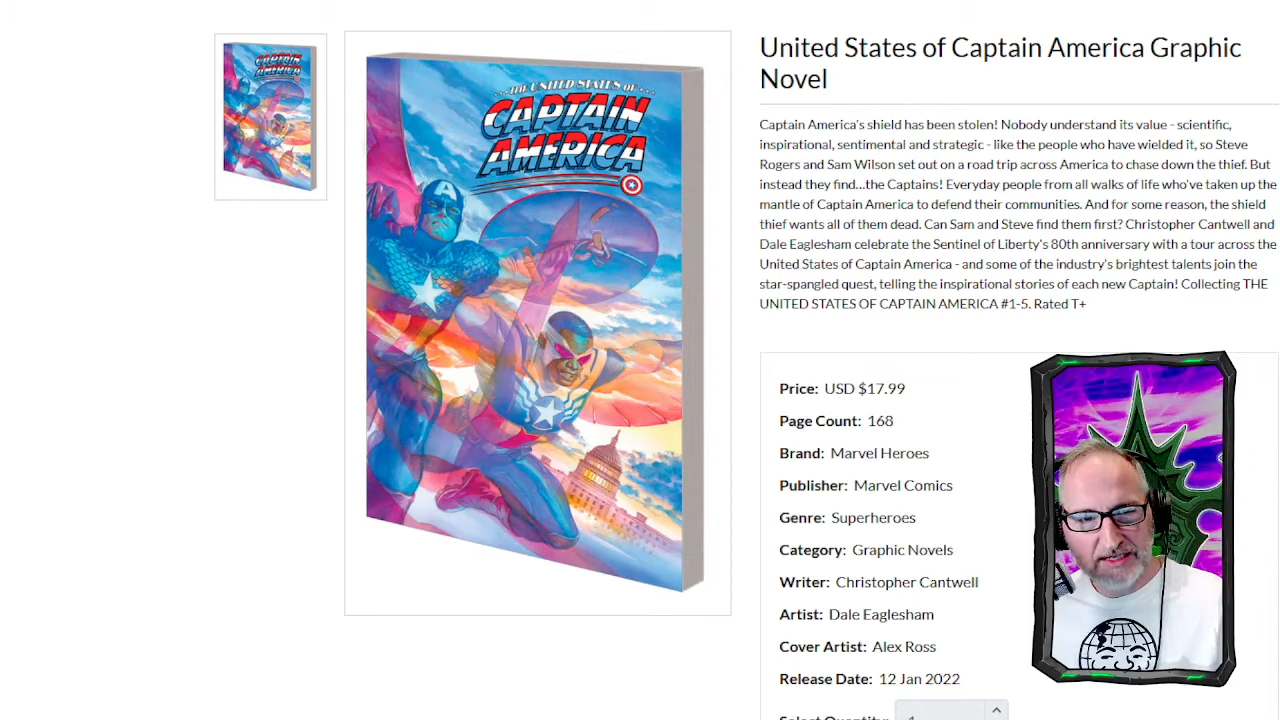 THE UNITED STATES OF
CAPTAIN
AMERICA
CAPTAIN
AMERICA
United States of Captain America Graphic
Novel
Captain America's shield has been stolen! Nobody understand its value - scientific,
inspirational, sentimental and strategic - like the people who have wielded it, so Steve
Rogers and Sam Wilson set out on a road trip across America to chase down the thief. But
instead they find...the Captains! Everyday people from all walks of life who've taken up the
mantle of Captain America to defend their communities. And for some reason, the shield
thief wants all of them dead. Can Sam and Steve find them first? Christopher Cantwell and
Dale Eaglesham celebrate the Sentinel of Liberty's 80th anniversary with a tour across the
United States of Captain America - and some of the industry's brightest talents join the
star-spangled quest, telling the inspirational stories of each new Captain! Collecting THE
UNITED STATES OF CAPTAIN AMERICA #1-5. Rated T+
Price: USD $17.99
Page Count: 168
Brand: Marvel Heroes
Publisher: Marvel Comics
Genre: Superheroes
Category: Graphic Novels
Writer: Christopher Cantwell
Artist: Dale Eaglesham
Cover Artist: Alex Ross
Release Date: 12 Jan 2022
Select Quantity: 1